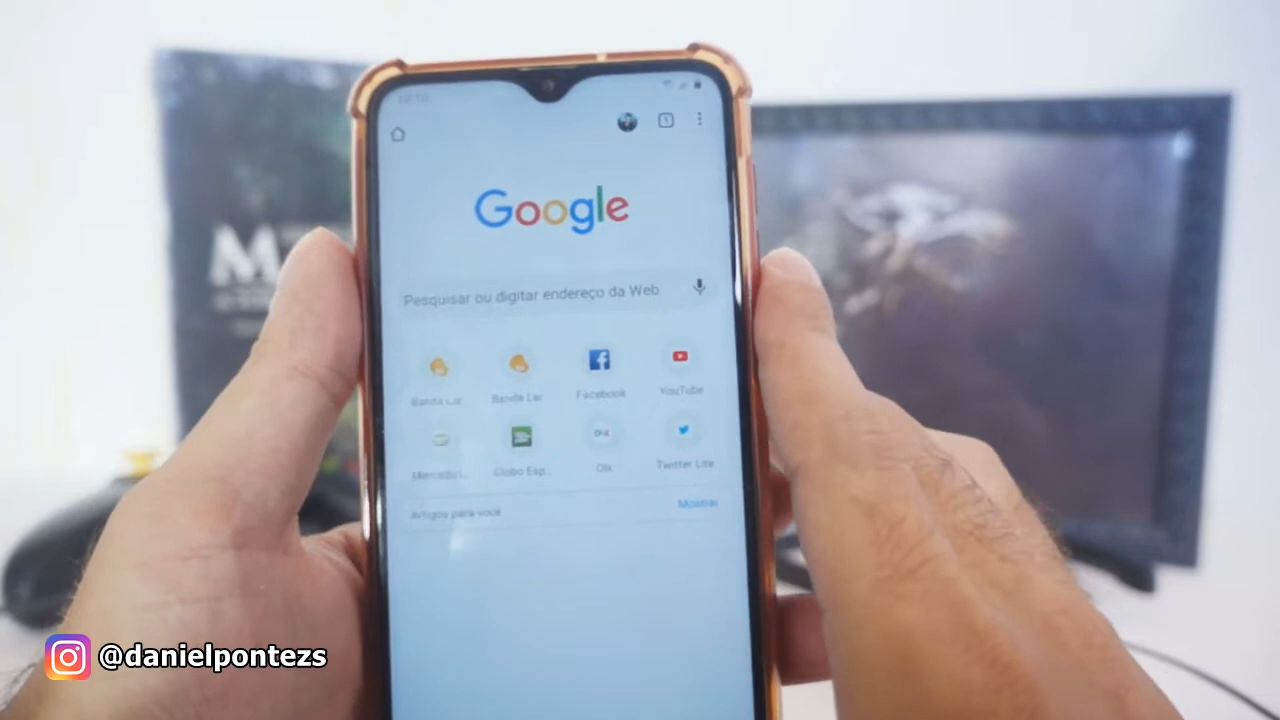 Google
Pesquisar ou digitar endereço da Web
Banda Lar
Banda Lar
Facebook
YouTube
Mercado L..
Globo Esp..
Olx
Twitter Lite
Artigos para você
Mostrar
M
@danielpontezs